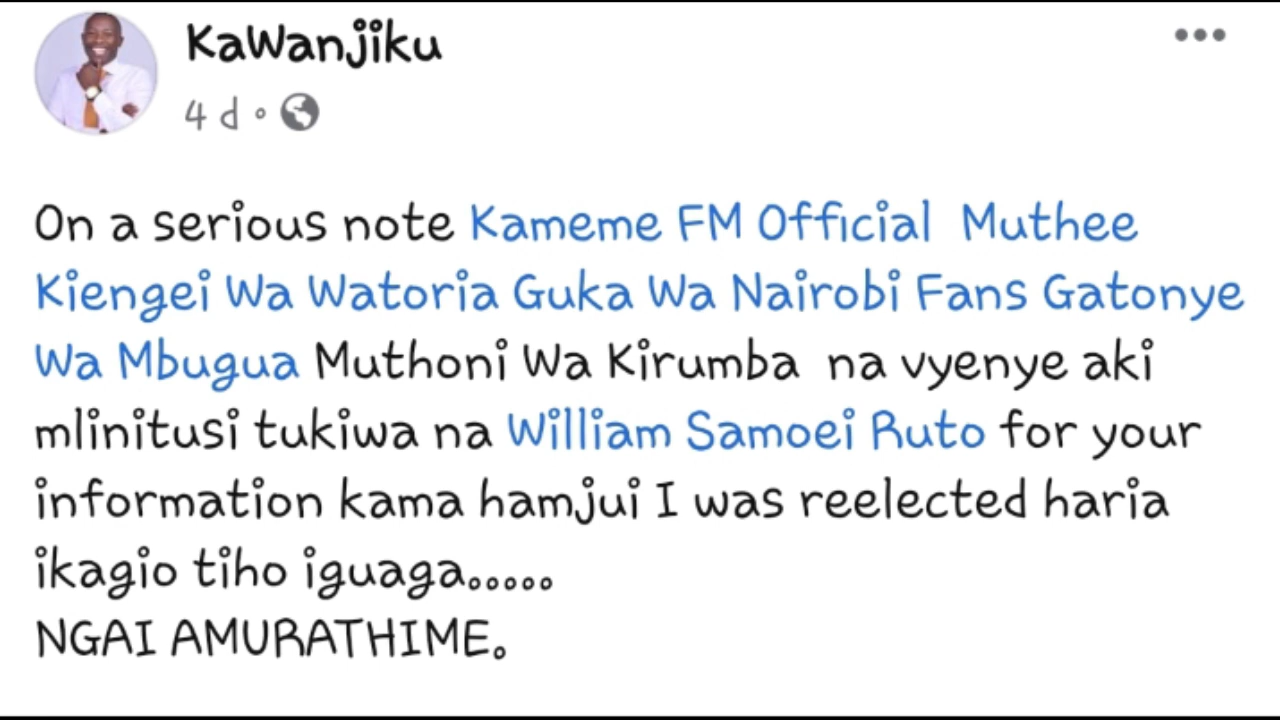 KaWanjiku
4 d
On a serious note Kameme FM Official Muthee
Kiengei Wa Watoria Guka Wa Nairobi Fans Gatonye
Wa Mbugua Muthoni Wa Kirumba na vyenye aki
mlinitusi tukiwa na William Samoei Ruto for your
information kama hamjui I was reelected haria
ikagio tiho iguaga.....
NGAI AMURATHIME.